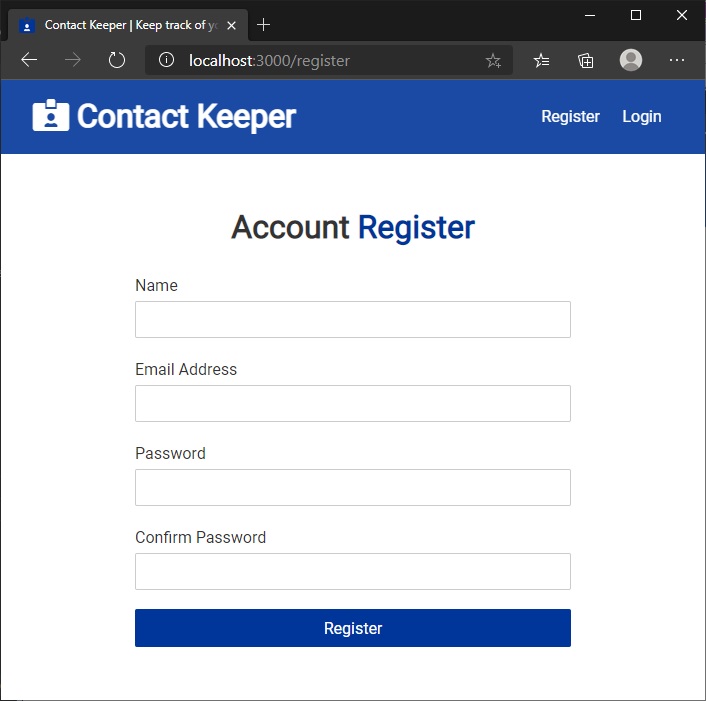 Contact Keeper | Keep track of
localhost:3000/register
Contact Keeper
Register
Login
Account Register
Name
Email Address
Password
Confirm Password
Register